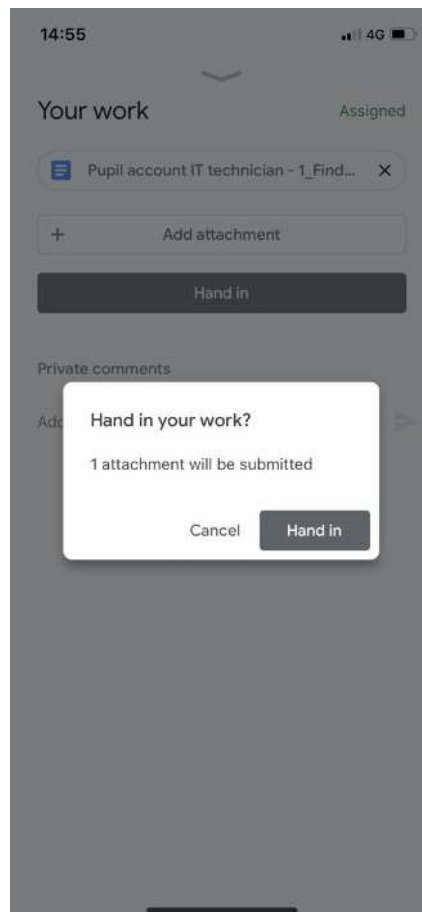 14:55
4G
Your work
Assigned
Pupil account IT technician - 1_Find...
+ Add attachment
Hand in
Private comments
Add
Hand in your work?
1 attachment will be submitted
Cancel
Hand in